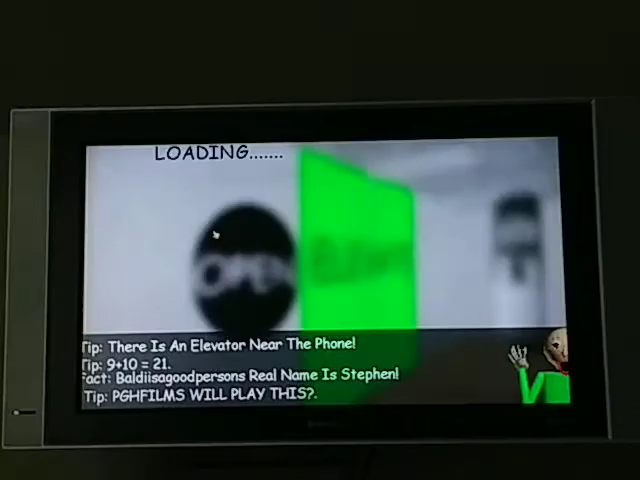 LOADING.......
OPEN
Tip: There Is An Elevator Near The Phone!
Tip: 9+10 = 21.
Fact: Baldiisagoodpersons Real Name Is Stephen!
Tip: PGHFILMS WILL PLAY THIS?.